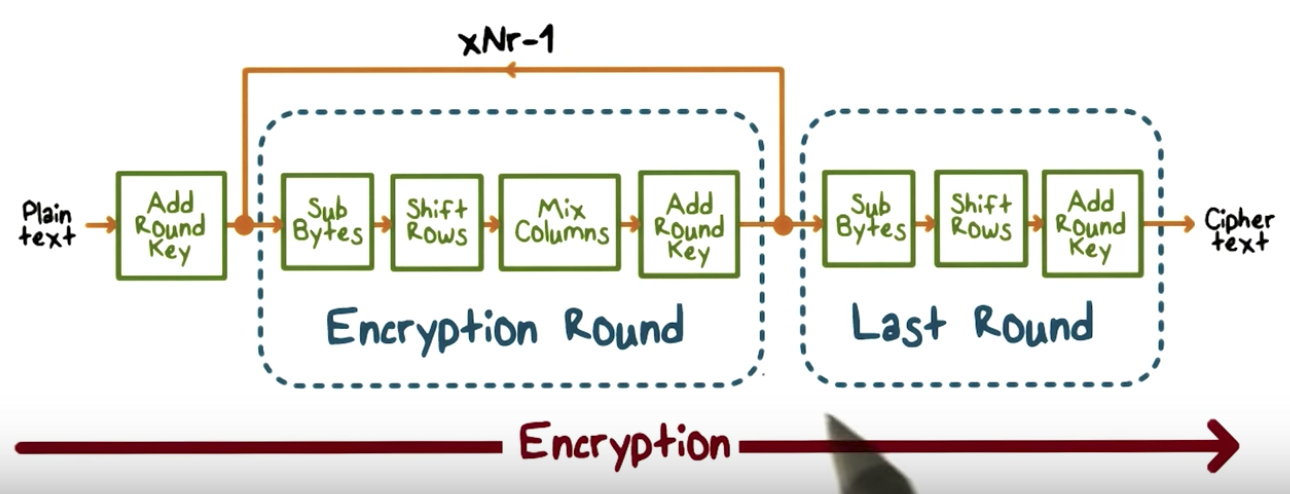 xNr-1
Plain
text
Add
Round
Key
Sub
Bytes
Shift
Rows
Mix
Columns
Add
Round
Key
Sub
Bytes
Shift
Rows
Add
Round
Key
Cipher
text
Encryption Round
Last Round
Encryption